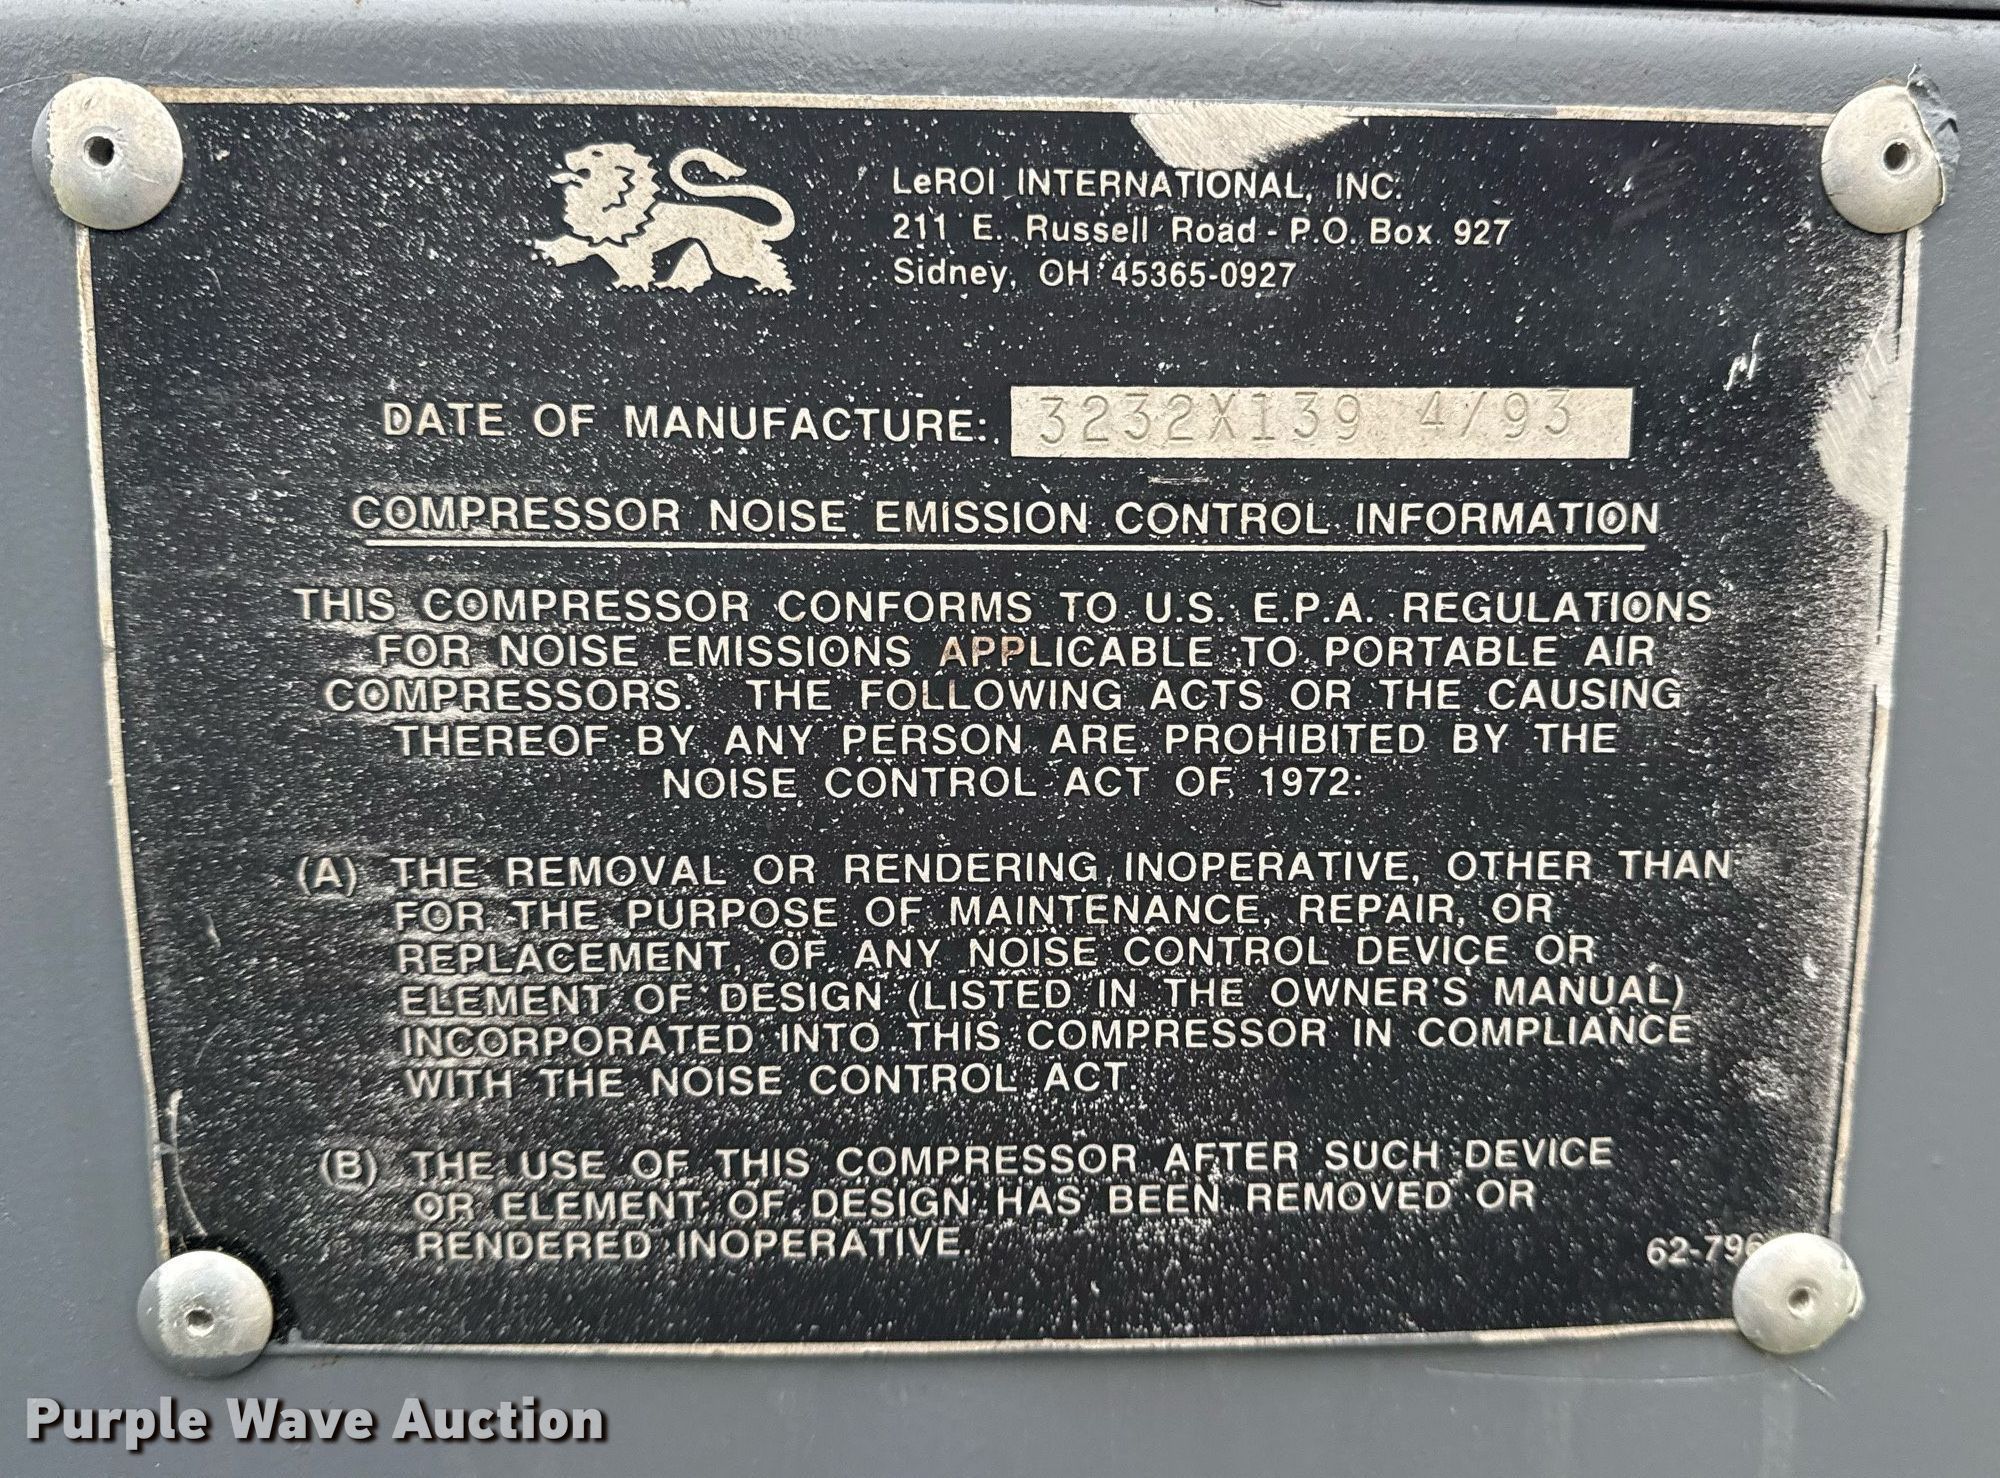 LeROI INTERNATIONAL, INC.
211 E. Russell Road - P.O. Box 927
Sidney, OH 45365-0927
DATE OF MANUFACTURE: 3232X139 4/93
COMPRESSOR NOISE EMISSION CONTROL INFORMATION
THIS COMPRESSOR CONFORMS TO U.S. E.P.A. REGULATIONS
FOR NOISE EMISSIONS APPLICABLE TO PORTABLE AIR
COMPRESSORS. THE FOLLOWING ACTS OR THE CAUSING
THEREOF BY ANY PERSON ARE PROHIBITED BY THE
NOISE CONTROL ACT OF 1972:
(A) THE REMOVAL OR RENDERING INOPERATIVE, OTHER THAN
FOR THE PURPOSE OF MAINTENANCE, REPAIR, OR
REPLACEMENT, OF ANY NOISE CONTROL DEVICE OR
ELEMENT OF DESIGN (LISTED IN THE OWNER'S MANUAL)
INCORPORATED INTO THIS COMPRESSOR IN COMPLIANCE
WITH THE NOISE CONTROL ACT.
(B) THE USE OF THIS COMPRESSOR AFTER SUCH DEVICE
OR ELEMENT OF DESIGN HAS BEEN REMOVED OR
RENDERED INOPERATIVE.
Purple Wave Auction